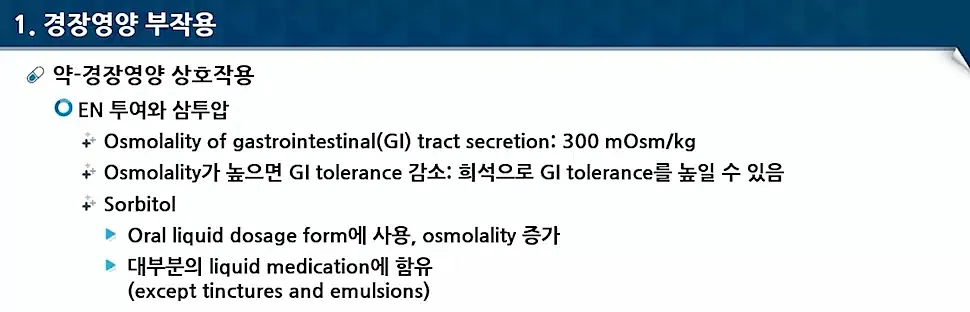 1. 경장영양 부작용
약-경장영양 상호작용
EN 투여와 삼투압
Osmolality of gastrointestinal(GI) tract secretion: 300 mOsm/kg
Osmolality가 높으면 GI tolerance 감소: 희석으로 GI tolerance를 높일 수 있음
Sorbitol
Oral liquid dosage form에 사용, osmolality 증가
대부분의 liquid medication에 함유
(except tinctures and emulsions)